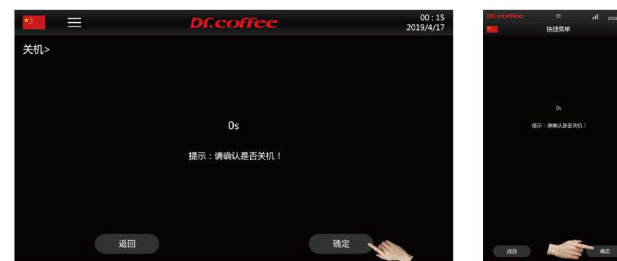 Dr.coffee
00 : 15
2019/4/17
关机>
0s
提示：请确认是否关机！
返回
确定
Dr.coffee
快捷菜单
0s
提示：请确认是否关机！
返回
确定